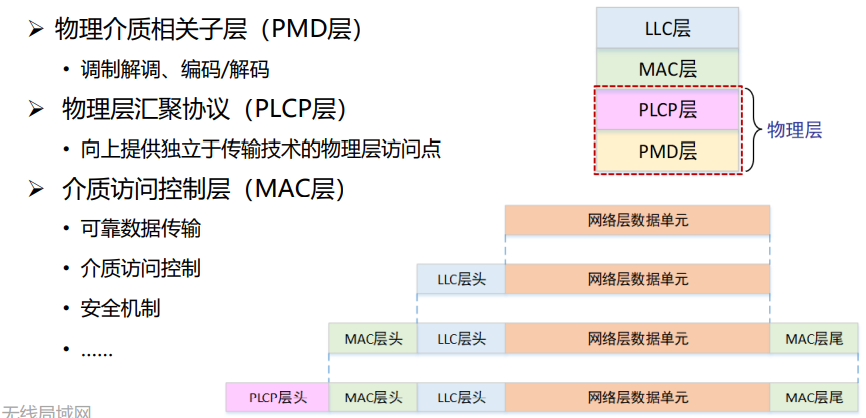 ➢ 物理介质相关子层（PMD层）
• 调制解调、编码/解码
➢ 物理层汇聚协议（PLCP层）
• 向上提供独立于传输技术的物理层访问点
➢ 介质访问控制层（MAC层）
• 可靠数据传输
• 介质访问控制
• 安全机制
• ......
LLC层
MAC层
PLCP层
PMD层
物理层
网络层数据单元
LLC层头 网络层数据单元
MAC层头 LLC层头 网络层数据单元 MAC层尾
PLCP层头 MAC层头 LLC层头 网络层数据单元 MAC层尾
无线局域网